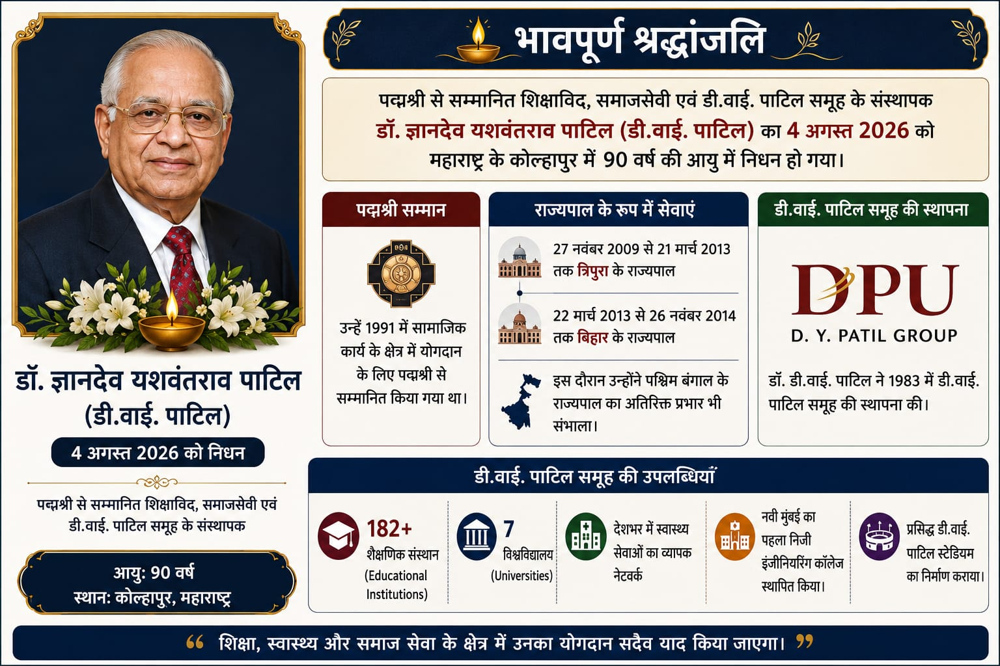 भावपूर्ण श्रद्धांजलि
पद्मश्री से सम्मानित शिक्षाविद, समाजसेवी एवं डी.वाई. पाटिल समूह के संस्थापक
डॉ. ज्ञानदेव यशवंतराव पाटिल (डी.वाई. पाटिल) का 4 अगस्त 2026 को
महाराष्ट्र के कोल्हापुर में 90 वर्ष की आयु में निधन हो गया।
डॉ. ज्ञानदेव यशवंतराव पाटिल
(डी.वाई. पाटिल)
4 अगस्त 2026 को निधन
पद्मश्री से सम्मानित शिक्षाविद, समाजसेवी एवं
डी.वाई. पाटिल समूह के संस्थापक
आयु: 90 वर्ष
स्थान: कोल्हापुर, महाराष्ट्र
पद्मश्री सम्मान
उन्हें 1991 में सामाजिक
कार्य के क्षेत्र में योगदान
के लिए पद्मश्री से
सम्मानित किया गया था।
राज्यपाल के रूप में सेवाएं
27 नवंबर 2009 से 21 मार्च 2013
तक त्रिपुरा के राज्यपाल
22 मार्च 2013 से 26 नवंबर 2014
तक बिहार के राज्यपाल
इस दौरान उन्होंने पश्चिम बंगाल के
राज्यपाल का अतिरिक्त प्रभार भी
संभाला।
डी.वाई. पाटिल समूह की स्थापना
DPU
D. Y. PATIL GROUP
डॉ. डी.वाई. पाटिल ने 1983 में डी.वाई.
पाटिल समूह की स्थापना की।
डी.वाई. पाटिल समूह की उपलब्धियाँ
182+
शैक्षणिक संस्थान
(Educational
Institutions)
7
विश्वविद्यालय
(Universities)
देशभर में स्वास्थ्य
सेवाओं का व्यापक
नेटवर्क
नवी मुंबई का
पहला निजी
इंजीनियरिंग कॉलेज
स्थापित किया।
प्रसिद्ध डी.वाई.
पाटिल स्टेडियम
का निर्माण कराया।
“ शिक्षा, स्वास्थ्य और समाज सेवा के क्षेत्र में उनका योगदान सदैव याद किया जाएगा। ”